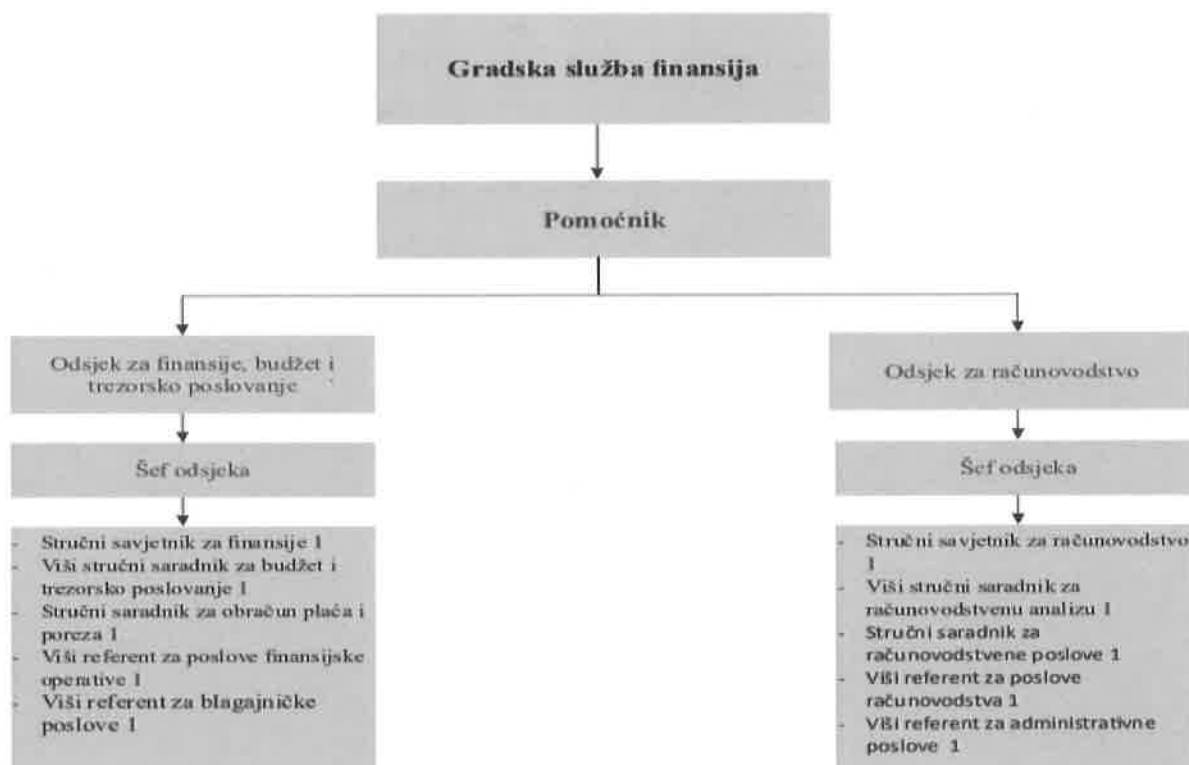 Gradska služba finansija
Pomoćnik
Odsjek za finansije, budžet i
trezorsko poslovanje
Šef odsjeka
- Stručni savjetnik za finansije 1
- Viši stručni saradnik za budžet i
trezorsko poslovanje 1
- Stručni saradnik za obračun plaća i
poreza 1
- Viši referent za poslove finansijske
operative 1
- Viši referent za blagajničke
poslove 1
Odsjek za računovodstvo
Šef odsjeka
- Stručni savjetnik za računovodstvo
1
- Viši stručni saradnik za
računovodstvenu analizu 1
- Stručni saradnik za
računovodstvene poslove 1
- Viši referent za poslove
računovodstva 1
- Viši referent za administrativne
poslove 1